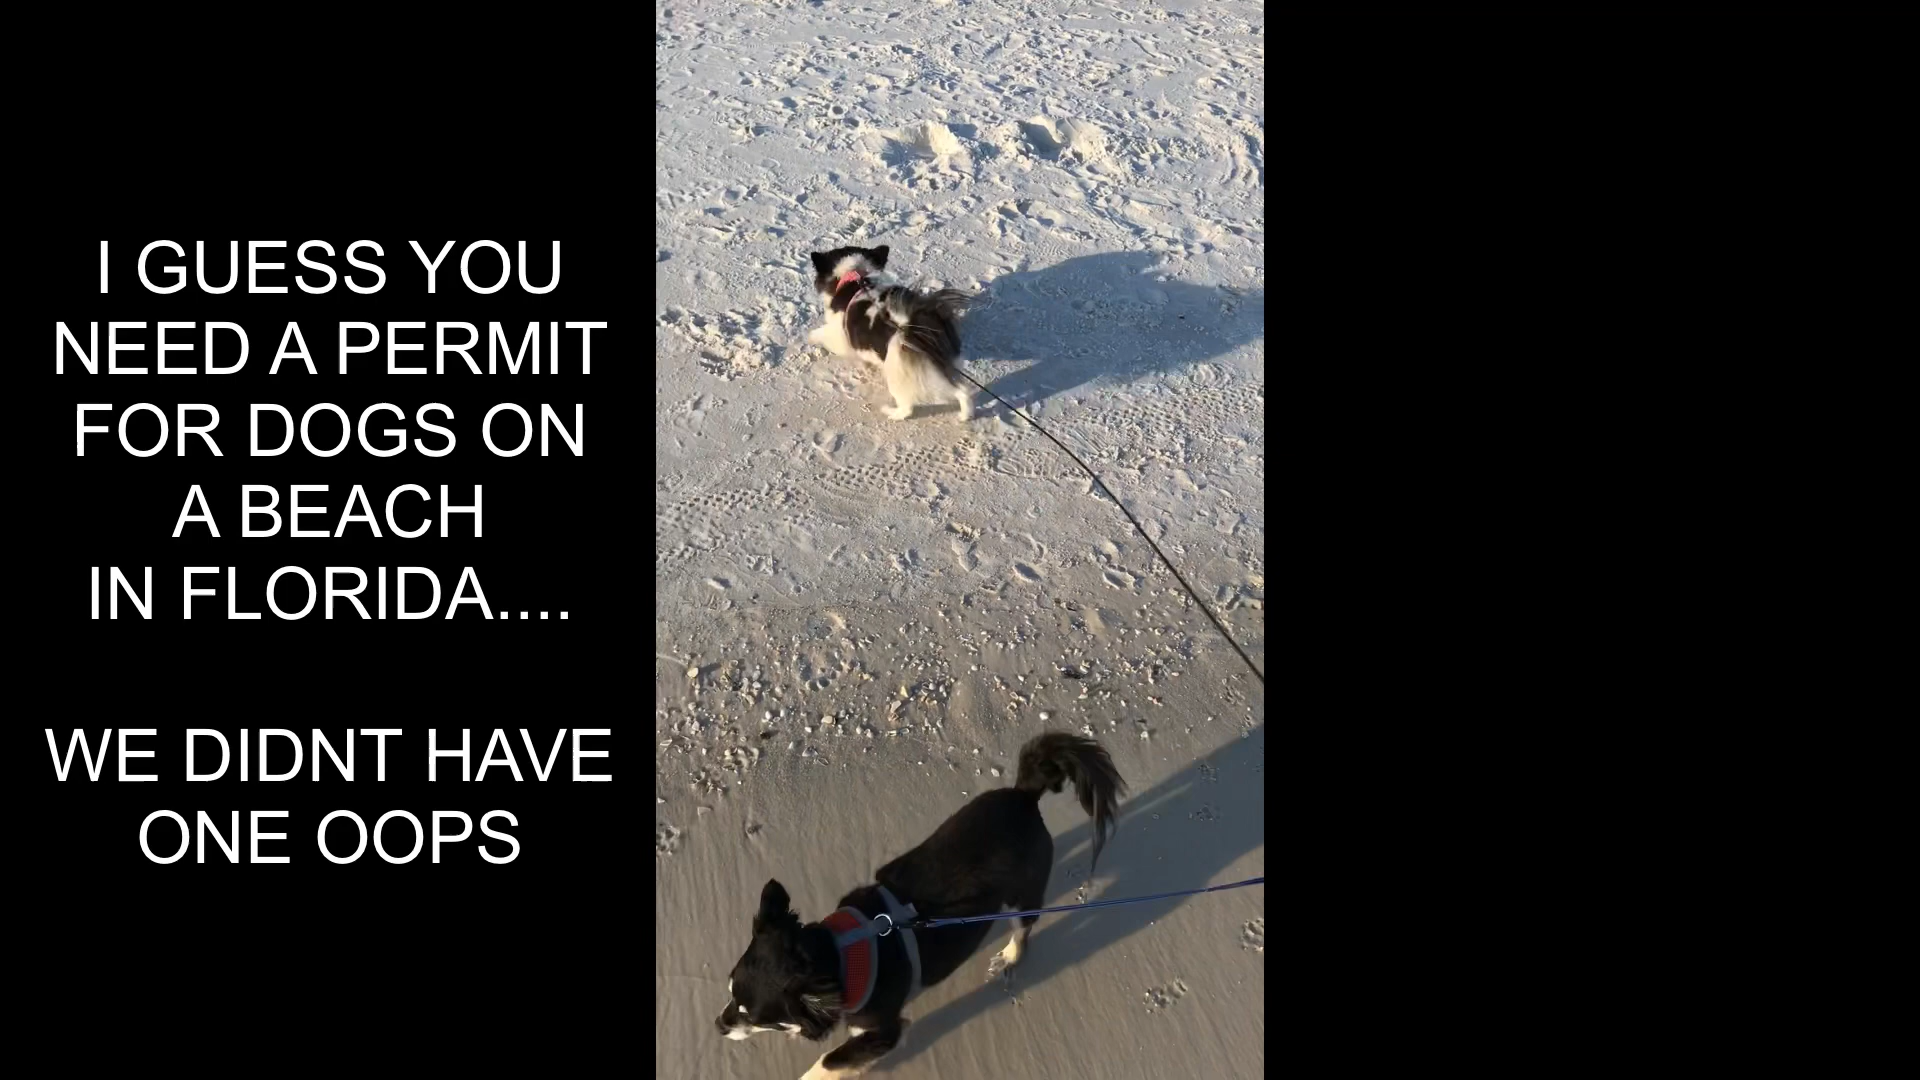 I GUESS YOU
NEED A PERMIT
FOR DOGS ON
A BEACH
IN FLORIDA....
WE DIDNT HAVE
ONE OOPS